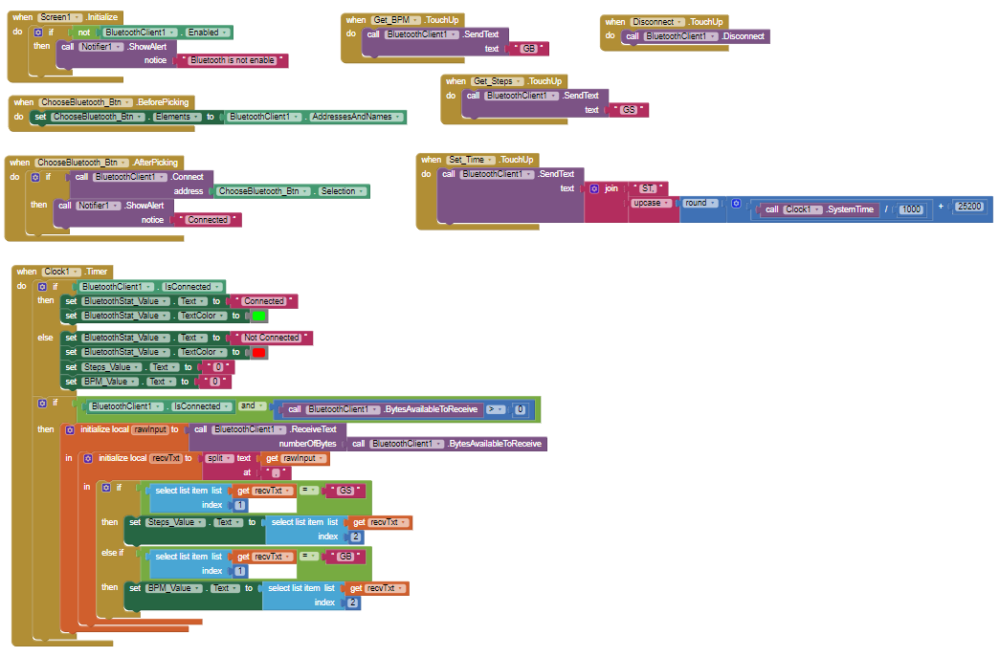 when Screen1 .Initialize
do if not BluetoothClient1 . Enabled
then call Notifier1 .ShowAlert
notice " Bluetooth is not enable "
when Get_BPM .TouchUp
do call BluetoothClient1 .SendText
text " GB "
when Disconnect .TouchUp
do call BluetoothClient1 .Disconnect
when Get_Steps .TouchUp
do call BluetoothClient1 .SendText
text " GS "
when ChooseBluetooth_Btn .BeforePicking
do set ChooseBluetooth_Btn . Elements to BluetoothClient1 . AddressesAndNames
when ChooseBluetooth_Btn .AfterPicking
do if call BluetoothClient1 .Connect
address ChooseBluetooth_Btn . Selection
then call Notifier1 .ShowAlert
notice " Connected "
when Set_Time .TouchUp
do call BluetoothClient1 .SendText
text join " ST, "
upcase round call Clock1 .SystemTime / 1000 + 25200
when Clock1 .Timer
do if BluetoothClient1 . IsConnected
then set BluetoothStat_Value . Text to " Connected "
set BluetoothStat_Value . TextColor to
else set BluetoothStat_Value . Text to " Not Connected "
set BluetoothStat_Value . TextColor to
set Steps_Value . Text to " 0 "
set BPM_Value . Text to " 0 "
if BluetoothClient1 . IsConnected and call BluetoothClient1 .BytesAvailableToReceive > 0
then initialize local rawInput to call BluetoothClient1 .ReceiveText
numberOfBytes call BluetoothClient1 .BytesAvailableToReceive
in initialize local recvTxt to split text get rawInput
at " , "
in if select list item list get recvTxt = " GS "
index 1
then set Steps_Value . Text to select list item list get recvTxt
index 2
else if select list item list get recvTxt = " GB "
index 1
then set BPM_Value . Text to select list item list get recvTxt
index 2